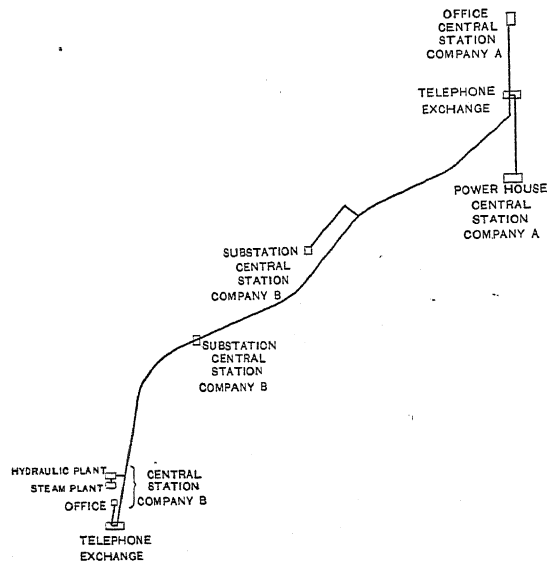 OFFICE
CENTRAL
STATION
COMPANY A
TELEPHONE
EXCHANGE
POWER HOUSE
CENTRAL
STATION
COMPANY A
SUBSTATION
CENTRAL
STATION
COMPANY B
SUBSTATION
CENTRAL
STATION
COMPANY B
HYDRAULIC PLANT
STEAM PLANT
OFFICE
CENTRAL
STATION
COMPANY B
TELEPHONE
EXCHANGE